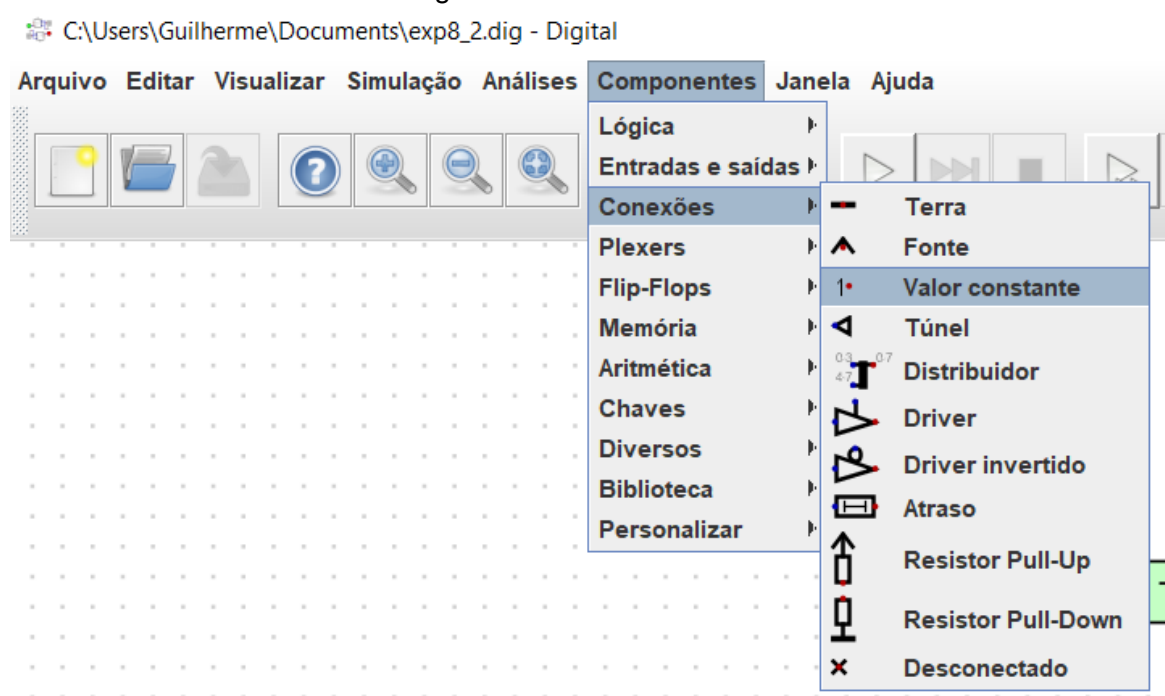 C:\Users\Guilherme\Documents\exp8_2.dig - Digital
Arquivo Editar Visualizar Simulação Análises Componentes Janela Ajuda
Lógica
Entradas e saídas
Conexões
Plexers
Flip-Flops
Memória
Aritmética
Chaves
Diversos
Biblioteca
Personalizar
Terra
Fonte
1 Valor constante
Túnel
0-3 0-7
4-7 Distribuidor
Driver
Driver invertido
Atraso
Resistor Pull-Up
Resistor Pull-Down
Desconectado